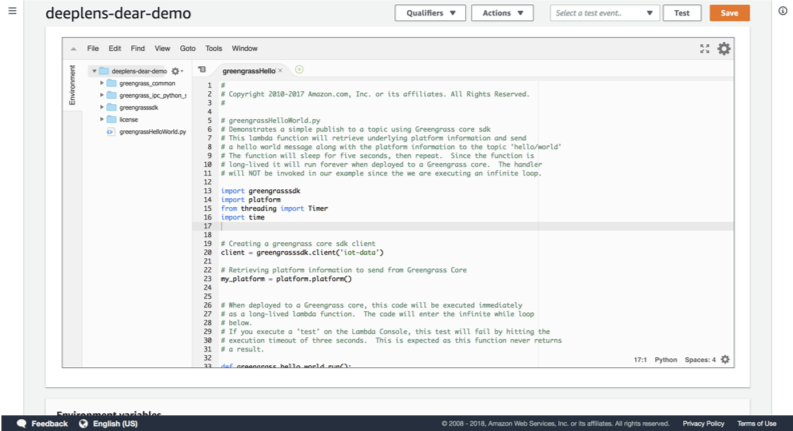 deeplens-dear-demo
Qualifiers
Actions
Select a test event..
Test
Save
File Edit Find View Goto Tools Window
Environment
deeplens-dear-demo
greengrass_common
greengrass_ipc_python_s
greengrasssdk
license
greengrassHelloWorld.py
greengrassHello
1 #
2 # Copyright 2010-2017 Amazon.com, Inc. or its affiliates. All Rights Reserved.
3 #
4
5 # greengrassHelloWorld.py
6 # Demonstrates a simple publish to a topic using Greengrass core sdk
7 # This lambda function will retrieve underlying platform information and send
8 # a hello world message along with the platform information to the topic 'hello/world'
9 # The function will sleep for five seconds, then repeat.  Since the function is
10 # long-lived it will run forever when deployed to a Greengrass core.  The handler
11 # will NOT be invoked in our example since the we are executing an infinite loop.
12
13 import greengrasssdk
14 import platform
15 from threading import Timer
16 import time
17
18
19 # Creating a greengrass core sdk client
20 client = greengrasssdk.client('iot-data')
21
22 # Retrieving platform information to send from Greengrass Core
23 my_platform = platform.platform()
24
25
26 # When deployed to a Greengrass core, this code will be executed immediately
27 # as a long-lived lambda function.  The code will enter the infinite while loop
28 # below.
29 # If you execute a 'test' on the Lambda Console, this test will fail by hitting the
30 # execution timeout of three seconds.  This is expected as this function never returns
31 # a result.
32
33 def greengrass_hello_world_run():
17:1 Python Spaces: 4
Environment variables
Feedback English (US)
© 2008 - 2018, Amazon Web Services, Inc. or its affiliates. All rights reserved. Privacy Policy Terms of Use